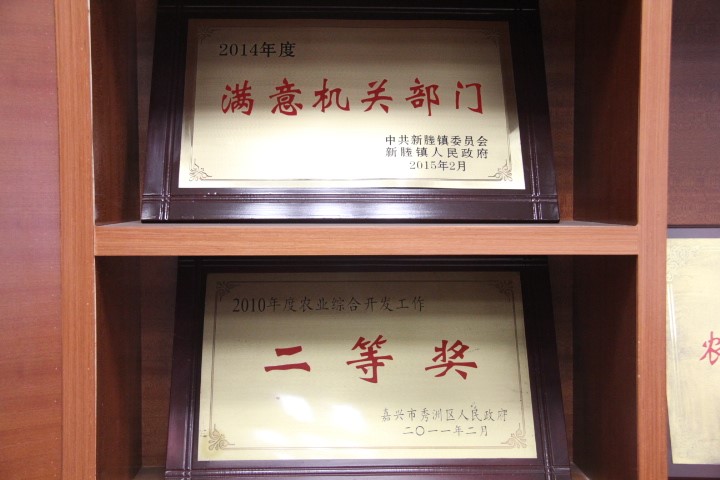 2014年度
满意机关部门
中共新塍镇委员会
新塍镇人民政府
2015年2月
2010年度农业综合开发工作
二等奖
嘉兴市秀洲区人民政府
二〇一一年二月